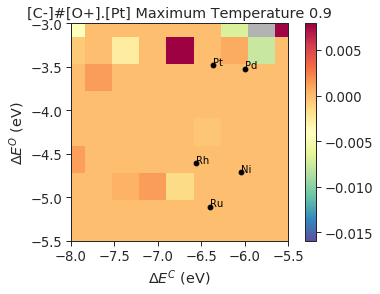 [C-]#[O+].[Pt] Maximum Temperature 0.9
−3.0
−3.5
−4.0
−4.5
−5.0
−5.5
ΔE^O (eV)
Pt
Pd
Rh
Ni
Ru
−8.0 −7.5 −7.0 −6.5 −6.0 −5.5
ΔE^C (eV)
0.005
0.000
−0.005
−0.010
−0.015